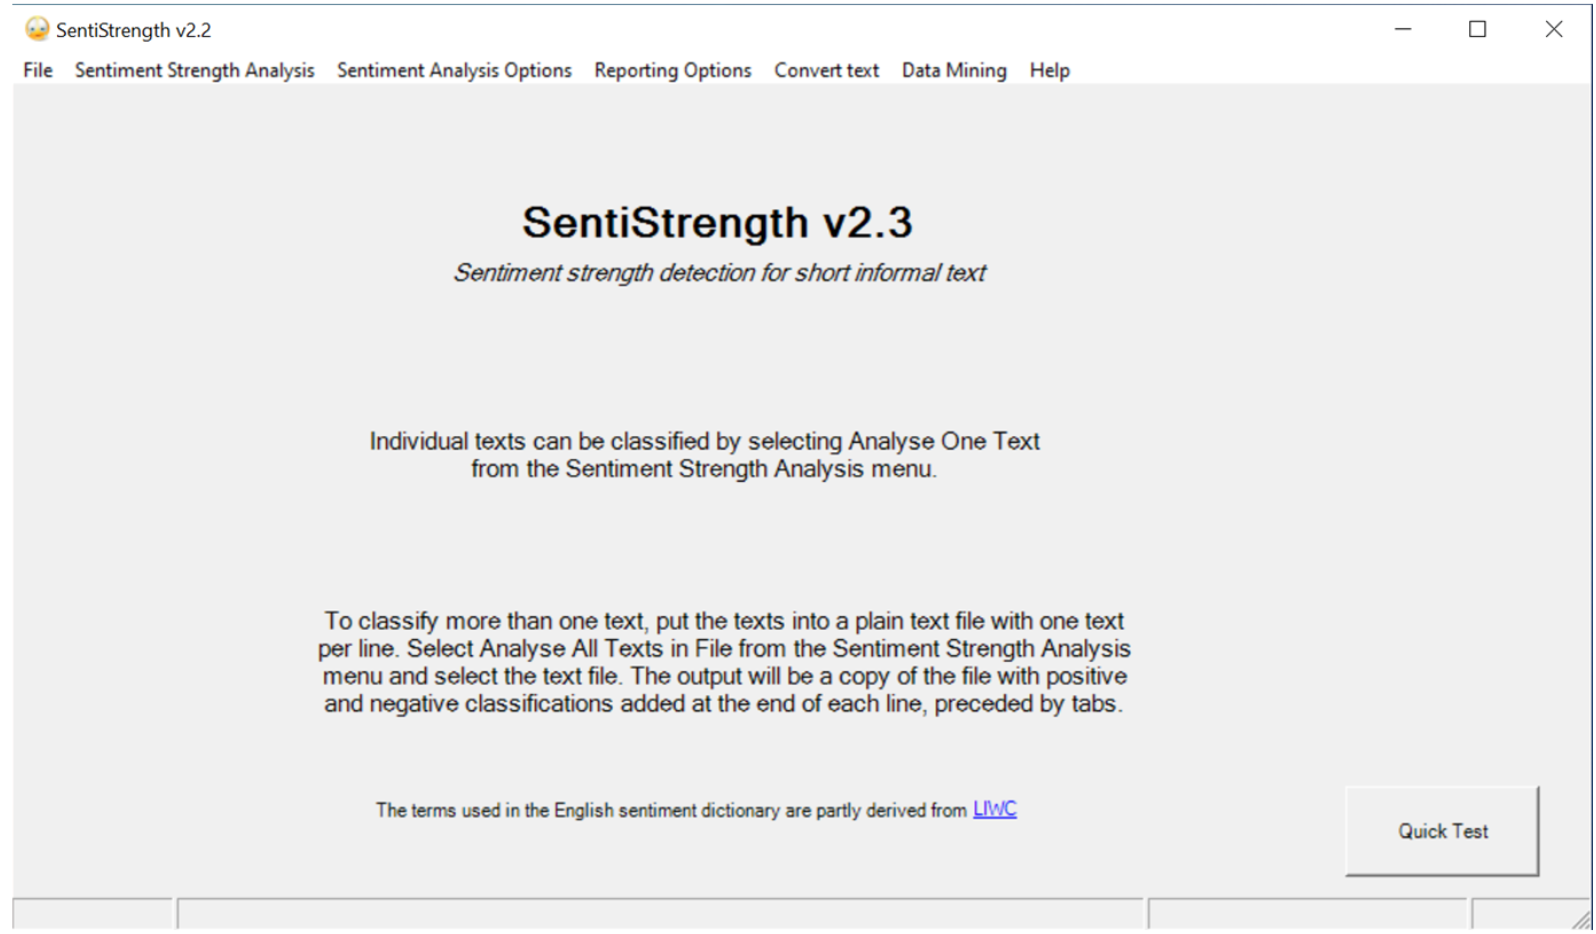 SentiStrength v2.2
File Sentiment Strength Analysis Sentiment Analysis Options Reporting Options Convert text Data Mining Help
SentiStrength v2.3
Sentiment strength detection for short informal text
Individual texts can be classified by selecting Analyse One Text
from the Sentiment Strength Analysis menu.
To classify more than one text, put the texts into a plain text file with one text
per line. Select Analyse All Texts in File from the Sentiment Strength Analysis
menu and select the text file. The output will be a copy of the file with positive
and negative classifications added at the end of each line, preceded by tabs.
The terms used in the English sentiment dictionary are partly derived from LIWC
Quick Test